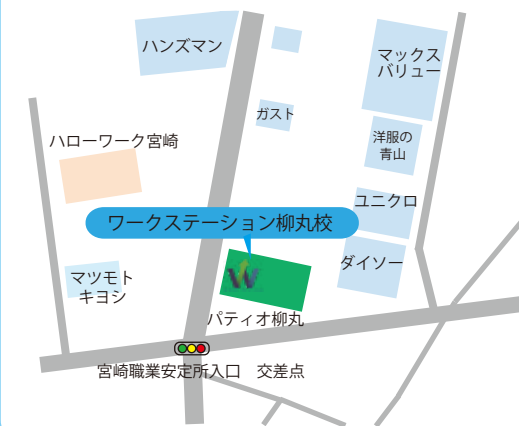 ハンズマン
マックス
バリュー
ガスト
洋服の
青山
ハローワーク宮崎
ユニクロ
ワークステーション柳丸校
ダイソー
マツモト
キヨシ
W
パティオ柳丸
宮崎職業安定所入口　交差点